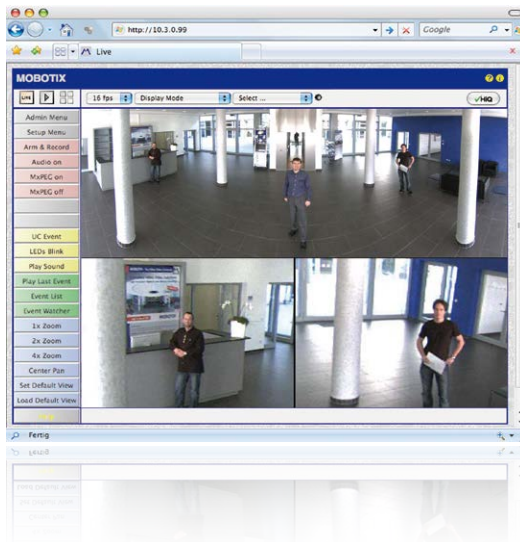 http://10.3.0.99
Google
Live
MOBOTIX
LIVE
16 fps
Display Mode
Select ...
HiQ
Admin Menu
Setup Menu
Arm & Record
Audio on
MxPEG on
MxPEG off
UC Event
LEDs Blink
Play Sound
Play Last Event
Event List
Event Watcher
1x Zoom
2x Zoom
4x Zoom
Center Pan
Set Default View
Load Default View
MOBOTIX
Fertig